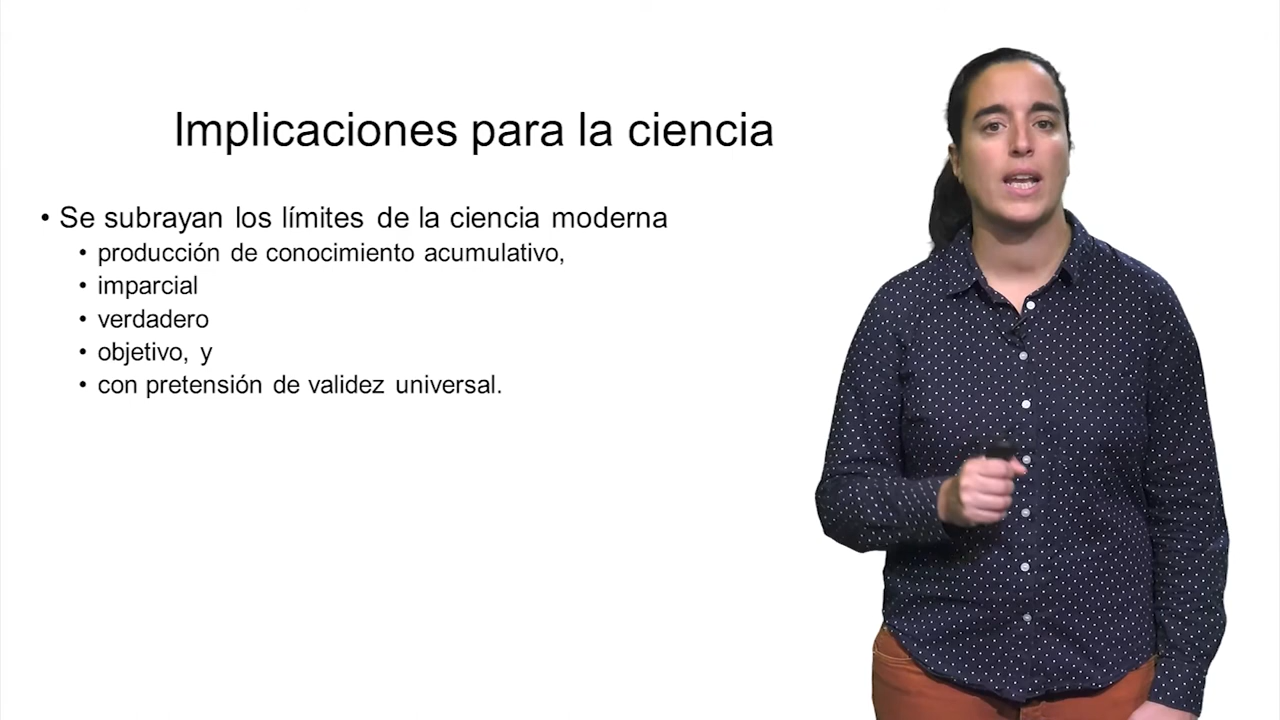 Implicaciones para la ciencia
• Se subrayan los límites de la ciencia moderna
• producción de conocimiento acumulativo,
• imparcial
• verdadero
• objetivo, y
• con pretensión de validez universal.